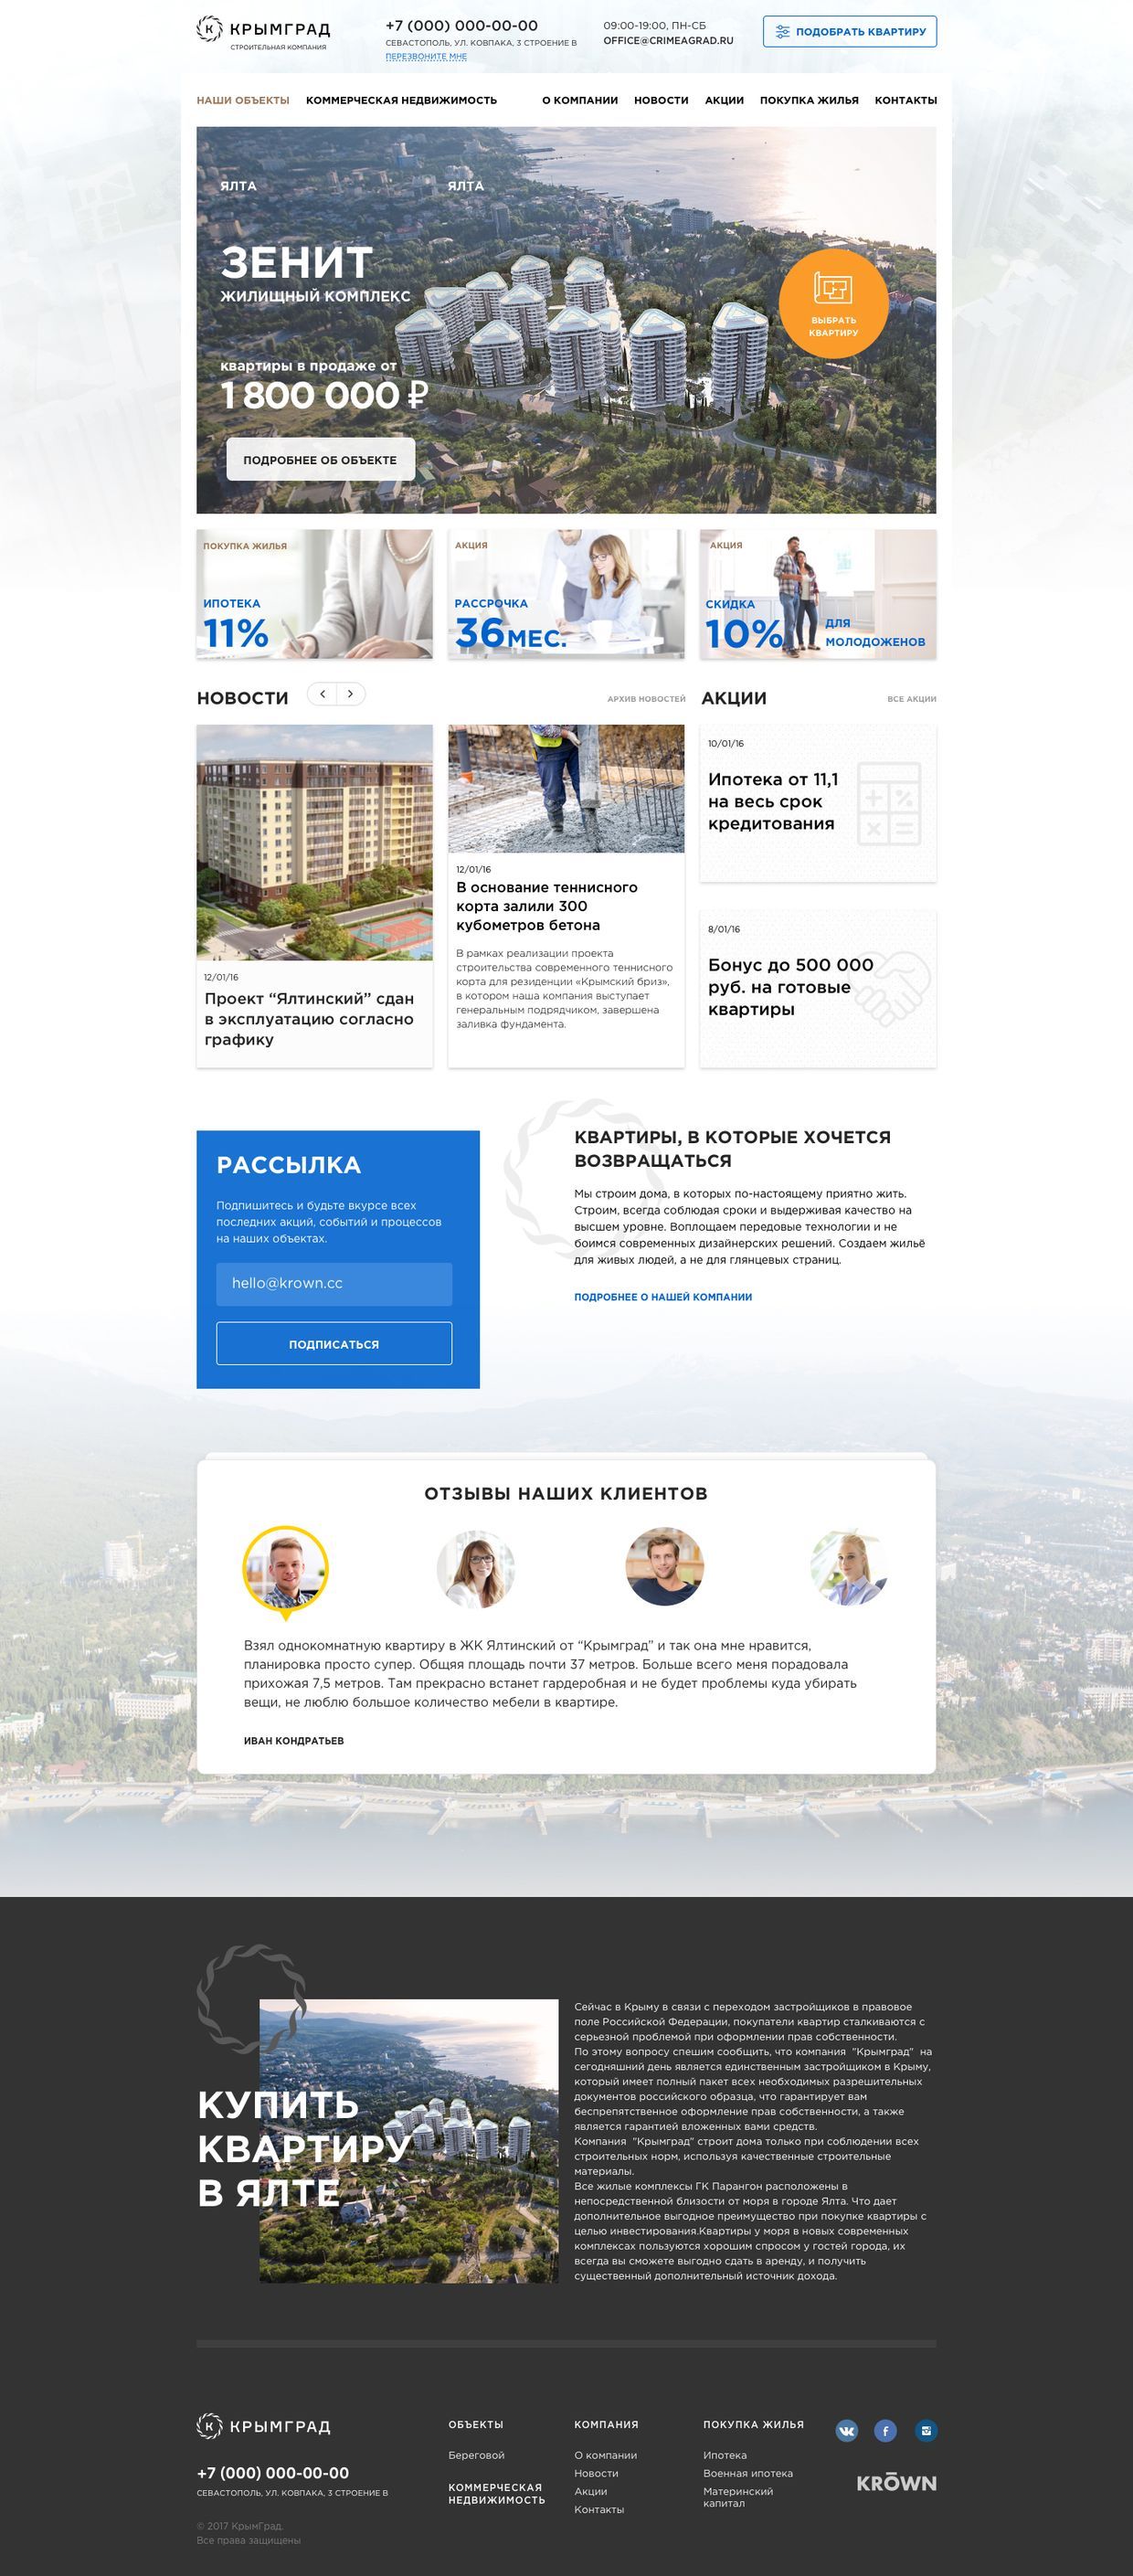 К КРЫМГРАД
СТРОИТЕЛЬНАЯ КОМПАНИЯ
+7 (000) 000-00-00
СЕВАСТОПОЛЬ, УЛ. КОВПАКА, 3 СТРОЕНИЕ В
ПЕРЕЗВОНИТЕ МНЕ
09:00-19:00, ПН-СБ
OFFICE@CRIMEAGRAD.RU
ПОДОБРАТЬ КВАРТИРУ
НАШИ ОБЪЕКТЫ КОММЕРЧЕСКАЯ НЕДВИЖИМОСТЬ О КОМПАНИИ НОВОСТИ АКЦИИ ПОКУПКА ЖИЛЬЯ КОНТАКТЫ
ЯЛТА ЯЛТА
ЗЕНИТ
ЖИЛИЩНЫЙ КОМПЛЕКС
квартиры в продаже от
1 800 000 ₽
ПОДРОБНЕЕ ОБ ОБЪЕКТЕ
ВЫБРАТЬ
КВАРТИРУ
ПОКУПКА ЖИЛЬЯ
ИПОТЕКА
11%
АКЦИЯ
РАССРОЧКА
36 МЕС.
АКЦИЯ
СКИДКА
10%
ДЛЯ
МОЛОДОЖЕНОВ
НОВОСТИ
АРХИВ НОВОСТЕЙ
АКЦИИ
ВСЕ АКЦИИ
12/01/16
Проект “Ялтинский” сдан
в эксплуатацию согласно
графику
12/01/16
В основание теннисного
корта залили 300
кубометров бетона
В рамках реализации проекта
строительства современного теннисного
корта для резиденции «Крымский бриз»,
в котором наша компания выступает
генеральным подрядчиком, завершена
заливка фундамента.
10/01/16
Ипотека от 11,1
на весь срок
кредитования
8/01/16
Бонус до 500 000
руб. на готовые
квартиры
РАССЫЛКА
Подпишитесь и будьте вкурсе всех
последних акций, событий и процессов
на наших объектах.
hello@krown.cc
ПОДПИСАТЬСЯ
КВАРТИРЫ, В КОТОРЫЕ ХОЧЕТСЯ
ВОЗВРАЩАТЬСЯ
Мы строим дома, в которых по-настоящему приятно жить.
Строим, всегда соблюдая сроки и выдерживая качество на
высшем уровне. Воплощаем передовые технологии и не
боимся современных дизайнерских решений. Создаем жильё
для живых людей, а не для глянцевых страниц.
ПОДРОБНЕЕ О НАШЕЙ КОМПАНИИ
ОТЗЫВЫ НАШИХ КЛИЕНТОВ
Взял однокомнатную квартиру в ЖК Ялтинский от “Крымград” и так она мне нравится,
планировка просто супер. Общяя площадь почти 37 метров. Больше всего меня порадовала
прихожая 7,5 метров. Там прекрасно встанет гардеробная и не будет проблемы куда убирать
вещи, не люблю большое количество мебели в квартире.
ИВАН КОНДРАТЬЕВ
КУПИТЬ
КВАРТИРУ
В ЯЛТЕ
Сейчас в Крыму в связи с переходом застройщиков в правовое
поле Российской Федерации, покупатели квартир сталкиваются с
серьезной проблемой при оформлении прав собственности.
По этому вопросу спешим сообщить, что компания "Крымград" на
сегодняшний день является единственным застройщиком в Крыму,
который имеет полный пакет всех необходимых разрешительных
документов российского образца, что гарантирует вам
беспрепятственное оформление прав собственности, а также
является гарантией вложенных вами средств.
Компания "Крымград" строит дома только при соблюдении всех
строительных норм, используя качественные строительные
материалы.
Все жилые комплексы ГК Парангон расположены в
непосредственной близости от моря в городе Ялта. Что дает
дополнительное выгодное преимущество при покупке квартиры с
целью инвестирования.Квартиры у моря в новых современных
комплексах пользуются хорошим спросом у гостей города, их
всегда вы сможете выгодно сдать в аренду, и получить
существенный дополнительный источник дохода.
К КРЫМГРАД
+7 (000) 000-00-00
СЕВАСТОПОЛЬ, УЛ. КОВПАКА, 3 СТРОЕНИЕ В
© 2017 КрымГрад.
Все права защищены
ОБЪЕКТЫ
Береговой
КОММЕРЧЕСКАЯ
НЕДВИЖИМОСТЬ
КОМПАНИЯ
О компании
Новости
Акции
Контакты
ПОКУПКА ЖИЛЬЯ
Ипотека
Военная ипотека
Материнский
капитал
KRŌWN